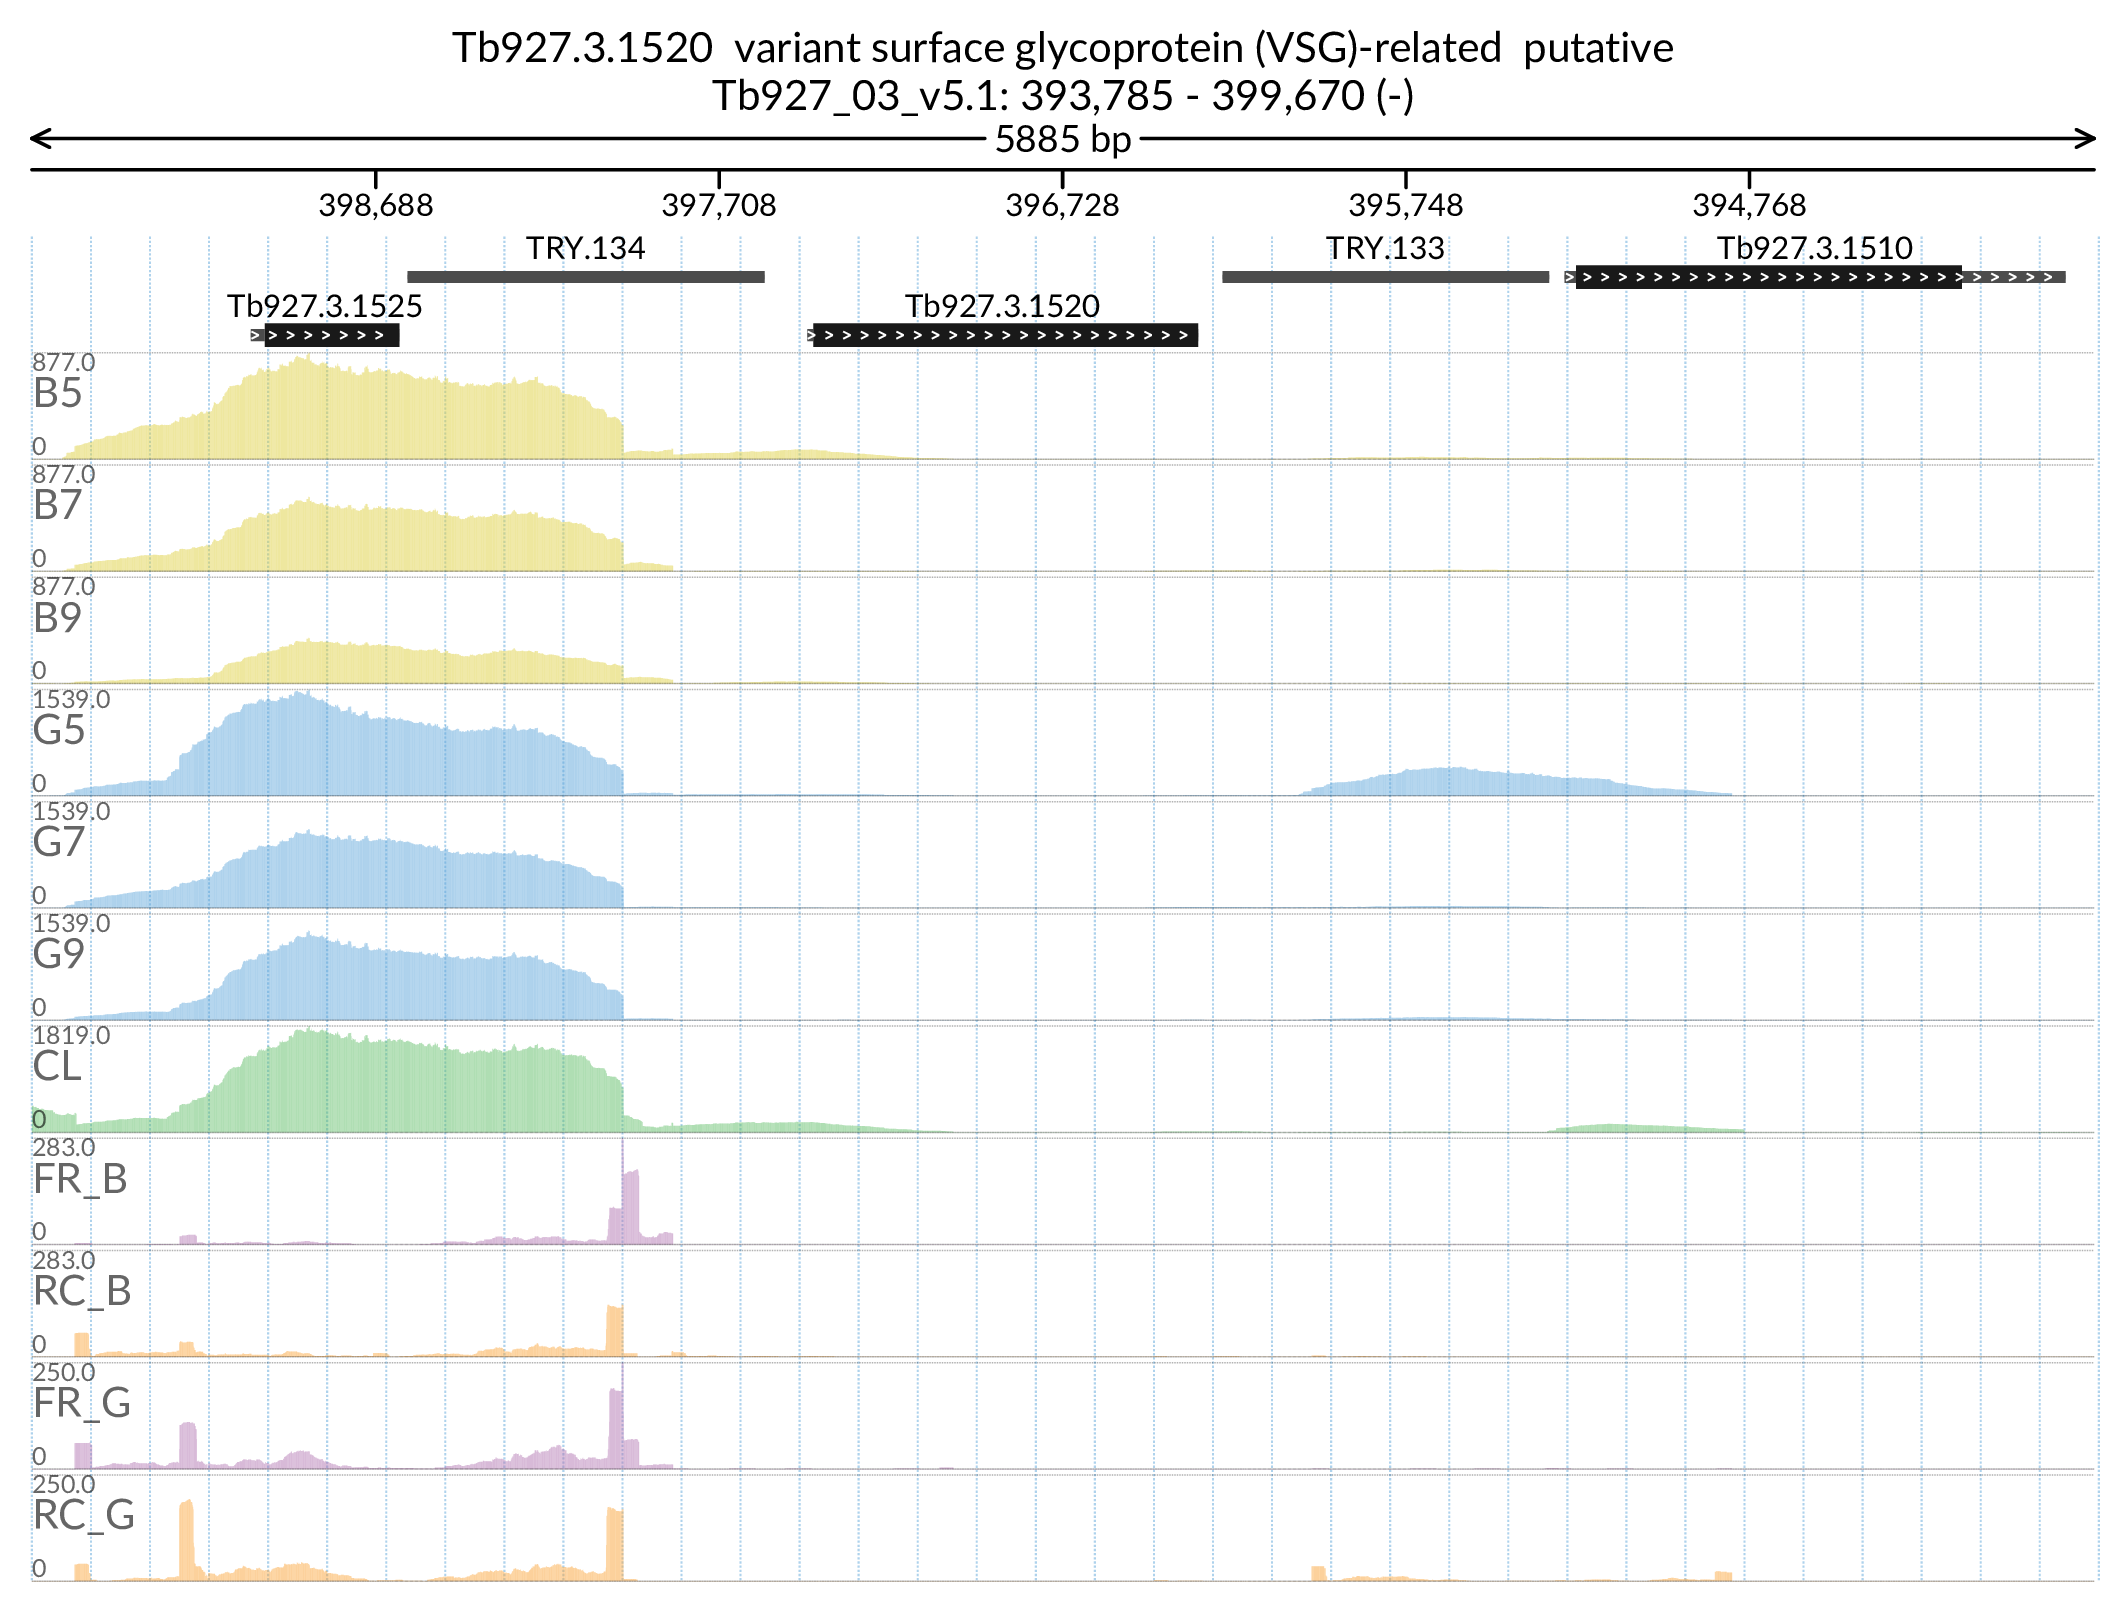 Tb927.3.1520  variant surface glycoprotein (VSG)-related  putative
Tb927_03_v5.1: 393,785 - 399,670 (-)
5885 bp
398,688 397,708 396,728 395,748 394,768
TRY.134 TRY.133 Tb927.3.1510
Tb927.3.1525 Tb927.3.1520
877.0
B5
0
877.0
B7
0
877.0
B9
0
1539.0
G5
0
1539.0
G7
0
1539.0
G9
0
1819.0
CL
0
283.0
FR_B
0
283.0
RC_B
0
250.0
FR_G
0
250.0
RC_G
0